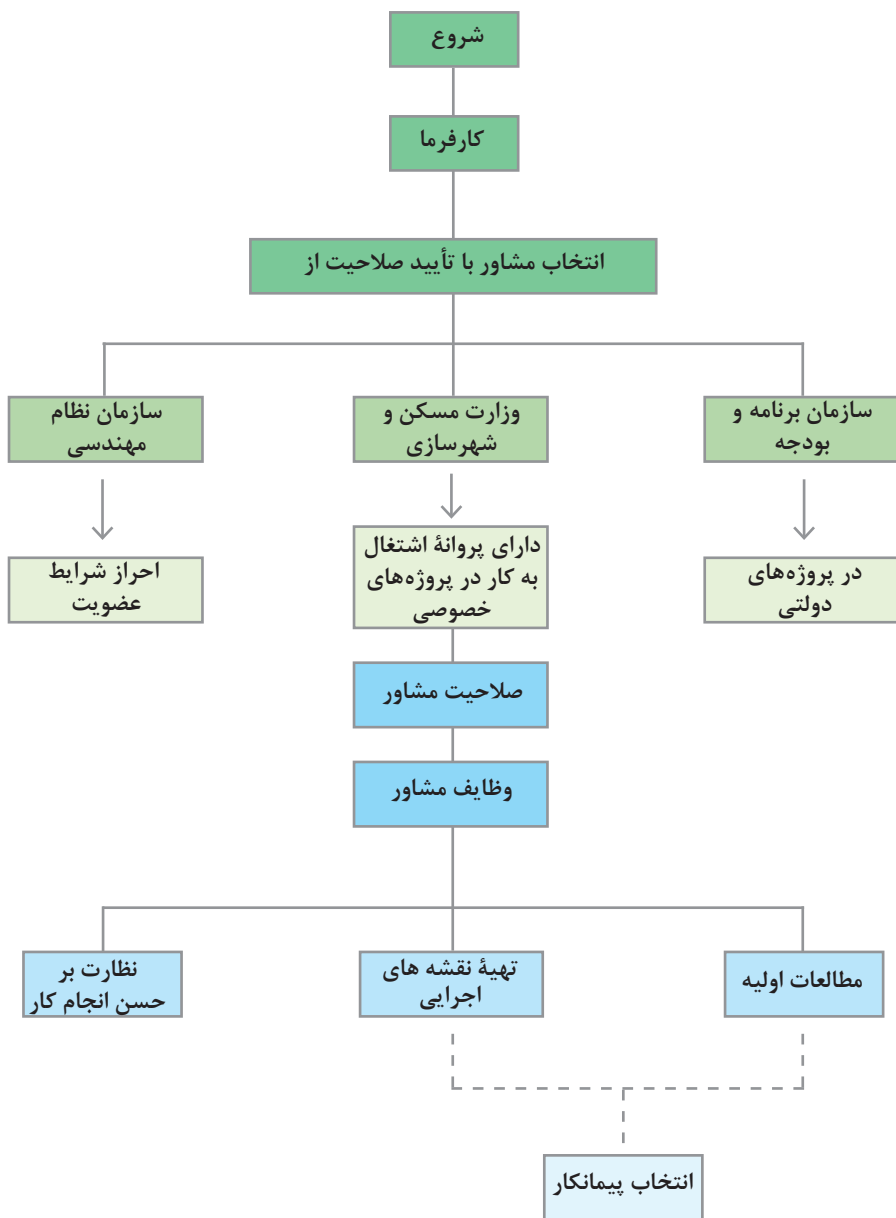 شروع
کارفرما
انتخاب مشاور با تأیید صلاحیت از
سازمان برنامه و
بودجه
وزارت مسکن و
شهرسازی
سازمان نظام
مهندسی
در پروژه‌های
دولتی
دارای پروانهٔ اشتغال
به کار در پروژه‌های
خصوصی
احراز شرایط
عضویت
صلاحیت مشاور
وظایف مشاور
مطالعات اولیه
تهیهٔ نقشه های
اجرایی
نظارت بر
حسن انجام کار
انتخاب پیمانکار